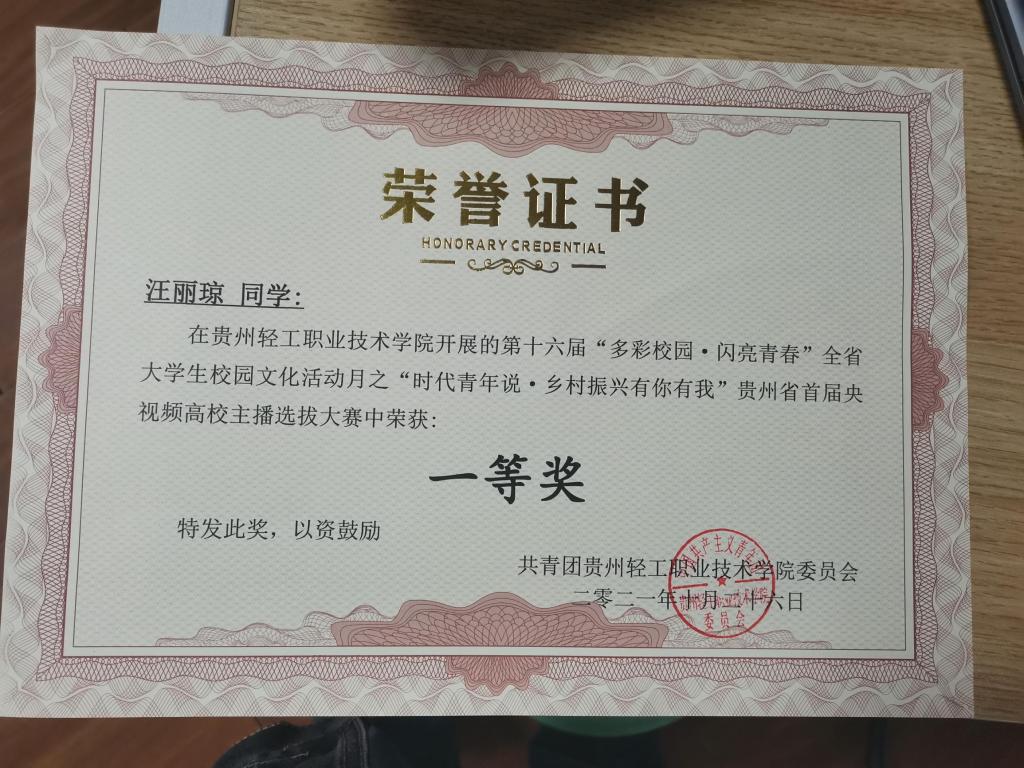 荣誉证书
HONORARY CREDENTIAL
汪丽琼 同学:
在贵州轻工职业技术学院开展的第十六届“多彩校园·闪亮青春”全省
大学生校园文化活动月之“时代青年说·乡村振兴有你有我”贵州省首届央
视频高校主播选拔大赛中荣获:
一等奖
特发此奖，以资鼓励
共青团贵州轻工职业技术学院委员会
二零二一年十月二十六日
委员会